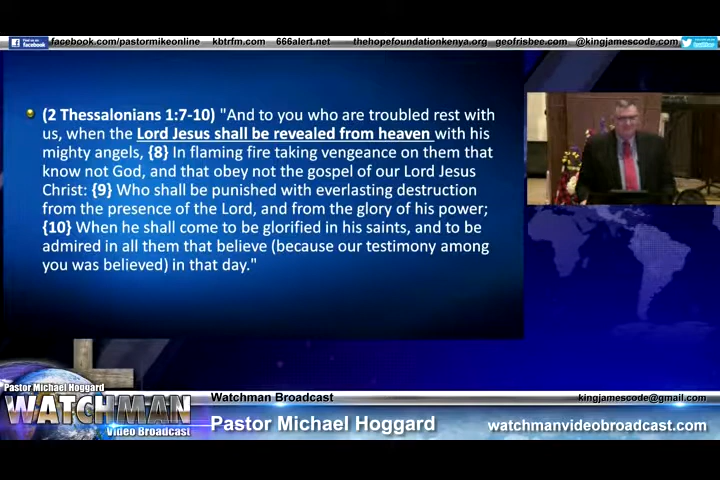 facebook.com/pastormikeonline kbtrfm.com 666alert.net thehopefoundationkenya.org geofrisbee.com @kingjamescode.com
(2 Thessalonians 1:7-10) "And to you who are troubled rest with
us, when the Lord Jesus shall be revealed from heaven with his
mighty angels, {8} In flaming fire taking vengeance on them that
know not God, and that obey not the gospel of our Lord Jesus
Christ: {9} Who shall be punished with everlasting destruction
from the presence of the Lord, and from the glory of his power;
{10} When he shall come to be glorified in his saints, and to be
admired in all them that believe (because our testimony among
you was believed) in that day."
Pastor Michael Hoggard
WATCHMAN
Video Broadcast
Watchman Broadcast kingjamescode@gmail.com
Pastor Michael Hoggard watchmanvideobroadcast.com